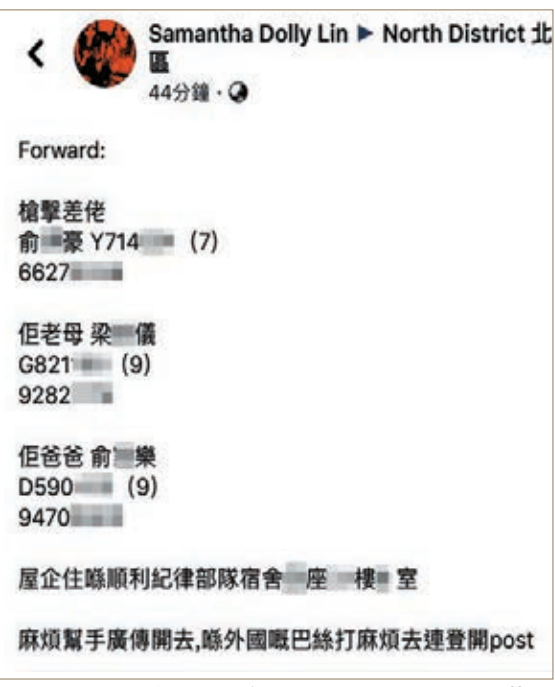 Samantha Dolly Lin ▶ North District 北
區
44分鐘 ·
Forward:
槍擊差佬
俞 豪 Y714 (7)
6627
佢老母 梁 儀
G821 (9)
9282
佢爸爸 俞 樂
D590 (9)
9470
屋企住喺順利紀律部隊宿舍 座 樓 室
麻煩幫手廣傳開去,喺外國嘅巴絲打麻煩去連登開post